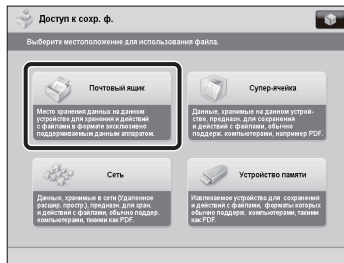 Доступ к сохр. ф.
Выберите местоположение для использования файла.
Почтовый ящик
Место хранения данных на данном
устройстве для хранения и действий
с файлами в формате эксклюзивно
поддерживаемым данным аппаратом.
Супер-ячейка
Данные, хранимые на данном устрой-
стве, предназн. для сохранения
и действий с файлами, обычно
поддерж. компьютерами, например PDF.
Сеть
Данные, хранимые в сети (Удаленное
расшир. простр.), предназн. для хран.
и действий с файлами, обычно поддер.
компьютерами, такими как PDF.
Устройство памяти
Извлекаемое устройство для сохранения
и действий с файлами, форматы которых
обычно поддерж. компьютерами, такими
как PDF.